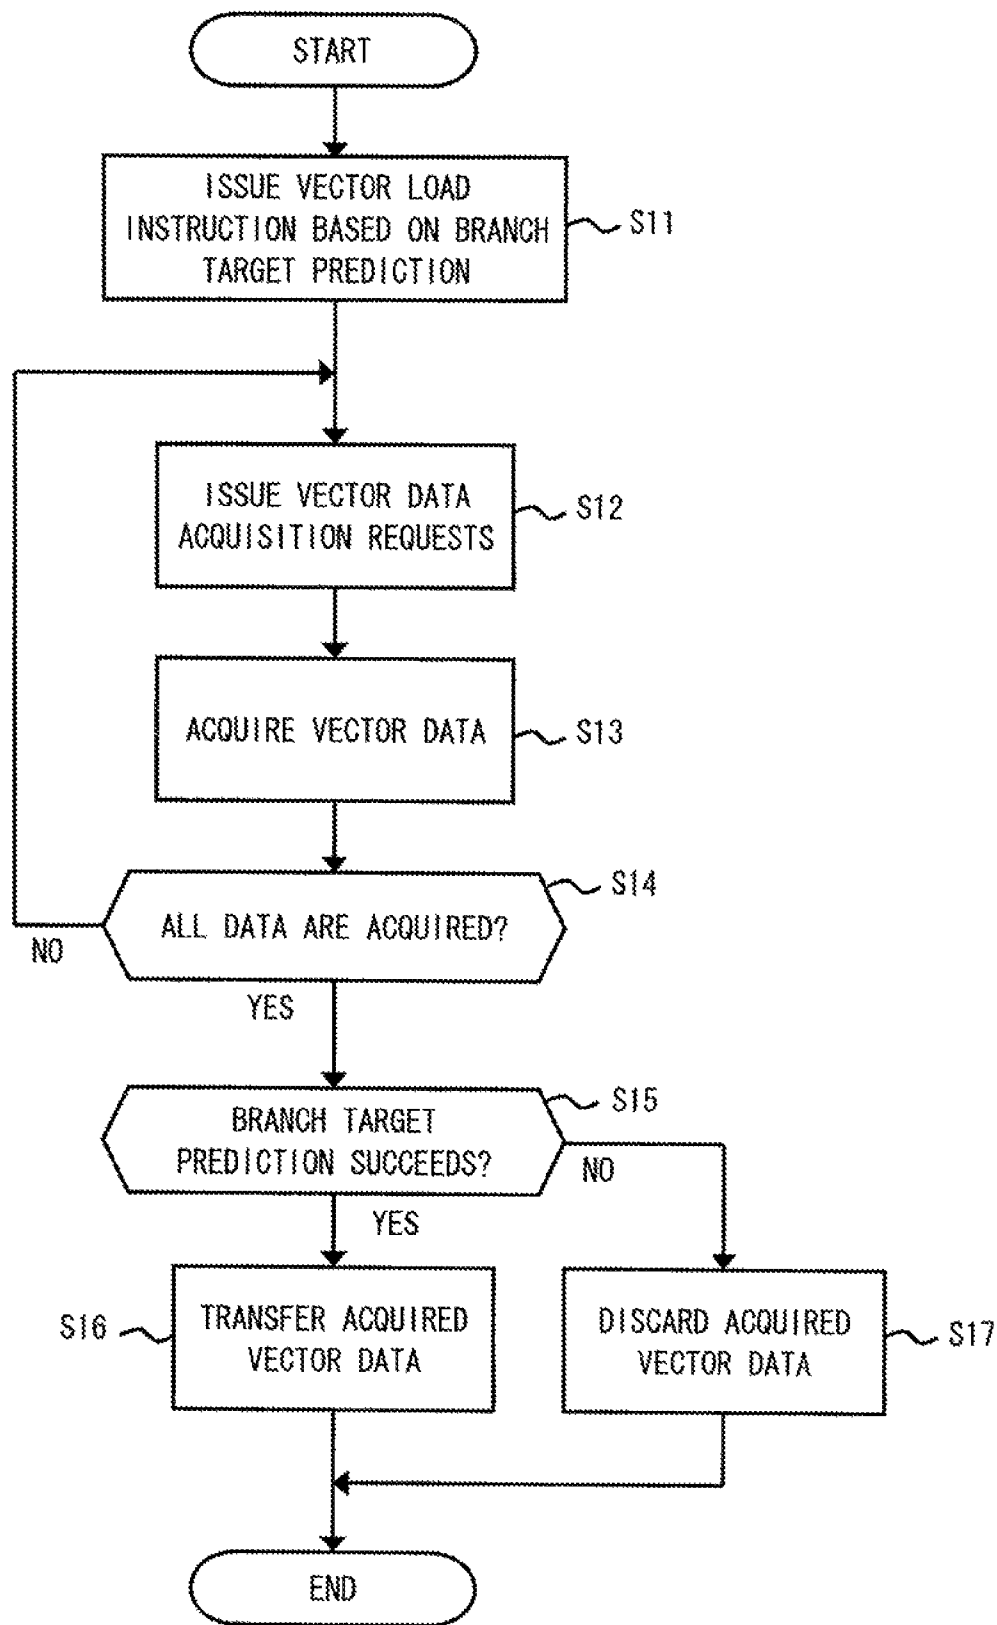 START
ISSUE VECTOR LOAD
INSTRUCTION BASED ON BRANCH
TARGET PREDICTION
S11
ISSUE VECTOR DATA
ACQUISITION REQUESTS
S12
ACQUIRE VECTOR DATA
S13
S14
ALL DATA ARE ACQUIRED?
NO
YES
S15
BRANCH TARGET
PREDICTION SUCCEEDS?
NO
YES
S16
TRANSFER ACQUIRED
VECTOR DATA
DISCARD ACQUIRED
VECTOR DATA
S17
END